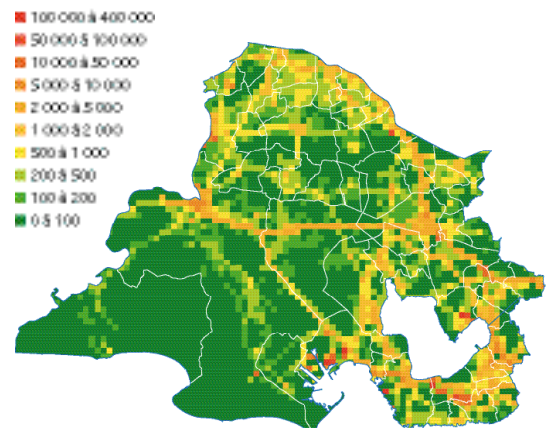 100 000 à 400 000
50 000 à 100 000
10 000 à 50 000
5 000 à 10 000
2 000 à 5 000
1 000 à 2 000
500 à 1 000
200 à 500
100 à 200
0 à 100